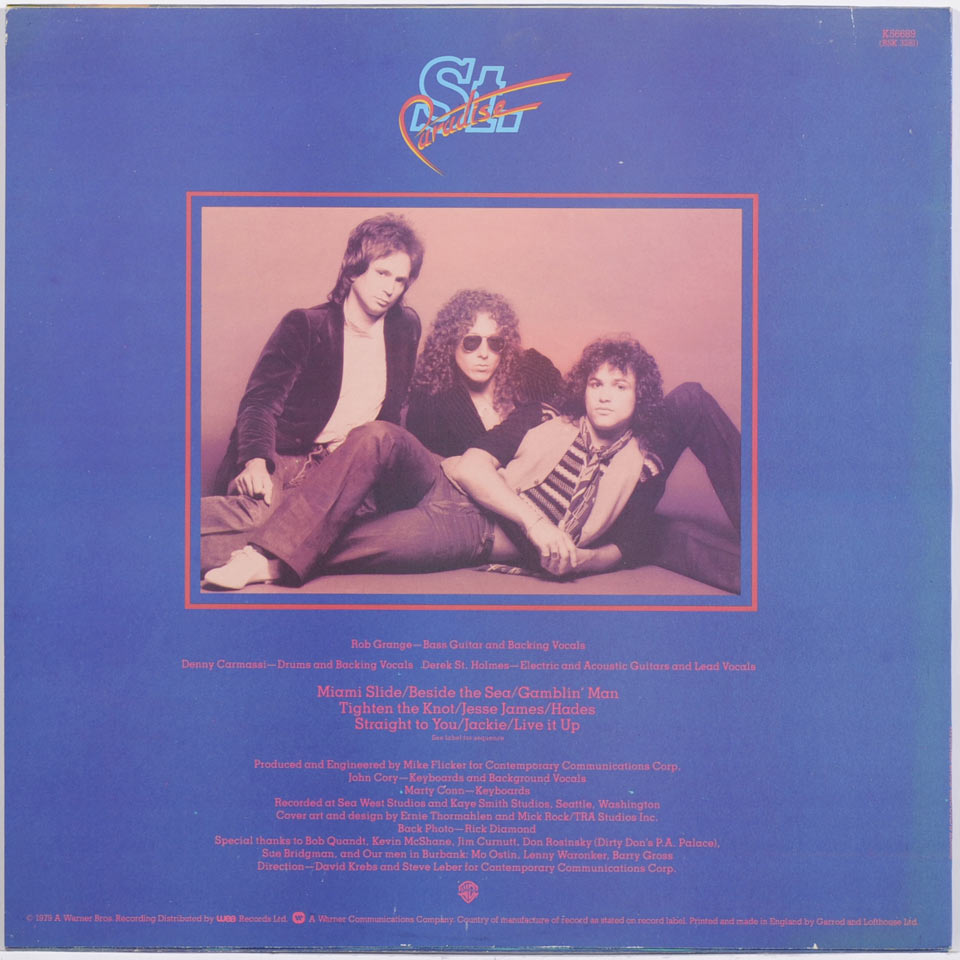 K56689
(BSK 3281)
St.
Paradise
Rob Grange—Bass Guitar and Backing Vocals
Denny Carmassi—Drums and Backing Vocals Derek St. Holmes—Electric and Acoustic Guitars and Lead Vocals
Miami Slide/Beside the Sea/Gamblin' Man
Tighten the Knot/Jesse James/Hades
Straight to You/Jackie/Live it Up
See label for sequence
Produced and Engineered by Mike Flicker for Contemporary Communications Corp.
John Cory—Keyboards and Background Vocals
Marty Conn—Keyboards
Recorded at Sea West Studios and Kaye Smith Studios, Seattle, Washington
Cover art and design by Ernie Thormahlen and Mick Rock/TRA Studios Inc.
Back Photo—Rick Diamond
Special thanks to Bob Quandt, Kevin McShane, Jim Curnutt, Don Rosinsky (Dirty Don's P.A. Palace),
Sue Bridgman, and Our men in Burbank: Mo Ostin, Lenny Waronker, Barry Gross
Direction—David Krebs and Steve Leber for Contemporary Communications Corp.
© 1979 A Warner Bros. Recording Distributed by wea Records Ltd. A Warner Communications Company. Country of manufacture of record as stated on record label. Printed and made in England by Garrod and Lofthouse Ltd.